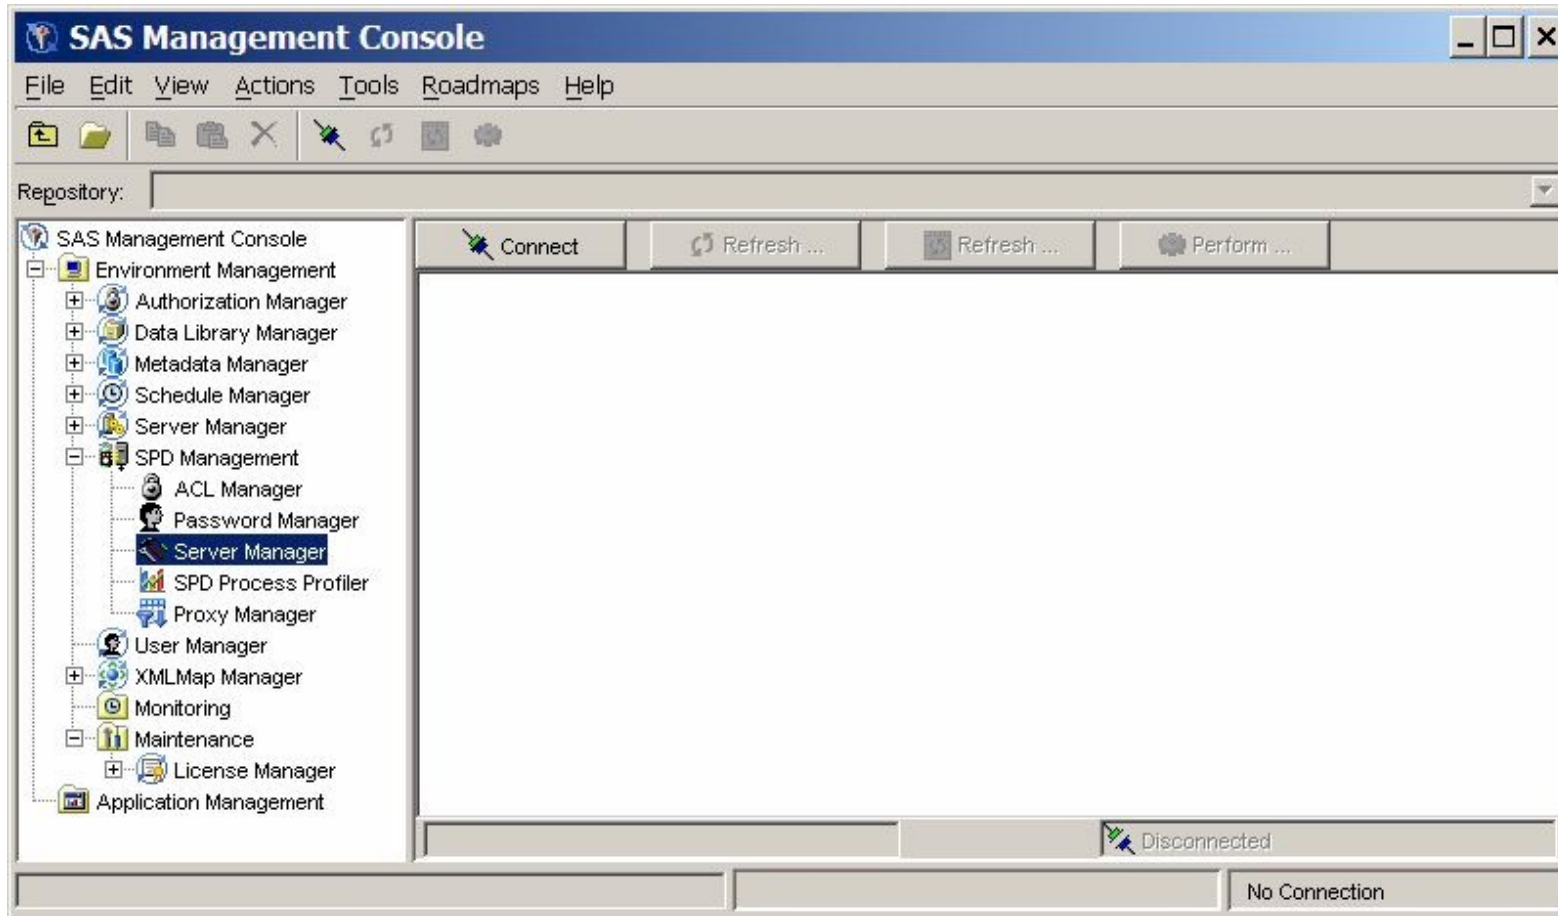 SAS Management Console
File Edit View Actions Tools Roadmaps Help
Repository:
SAS Management Console
Environment Management
Authorization Manager
Data Library Manager
Metadata Manager
Schedule Manager
Server Manager
SPD Management
ACL Manager
Password Manager
Server Manager
SPD Process Profiler
Proxy Manager
User Manager
XMLMap Manager
Monitoring
Maintenance
License Manager
Application Management
Connect Refresh ... Refresh ... Perform ...
Disconnected
No Connection